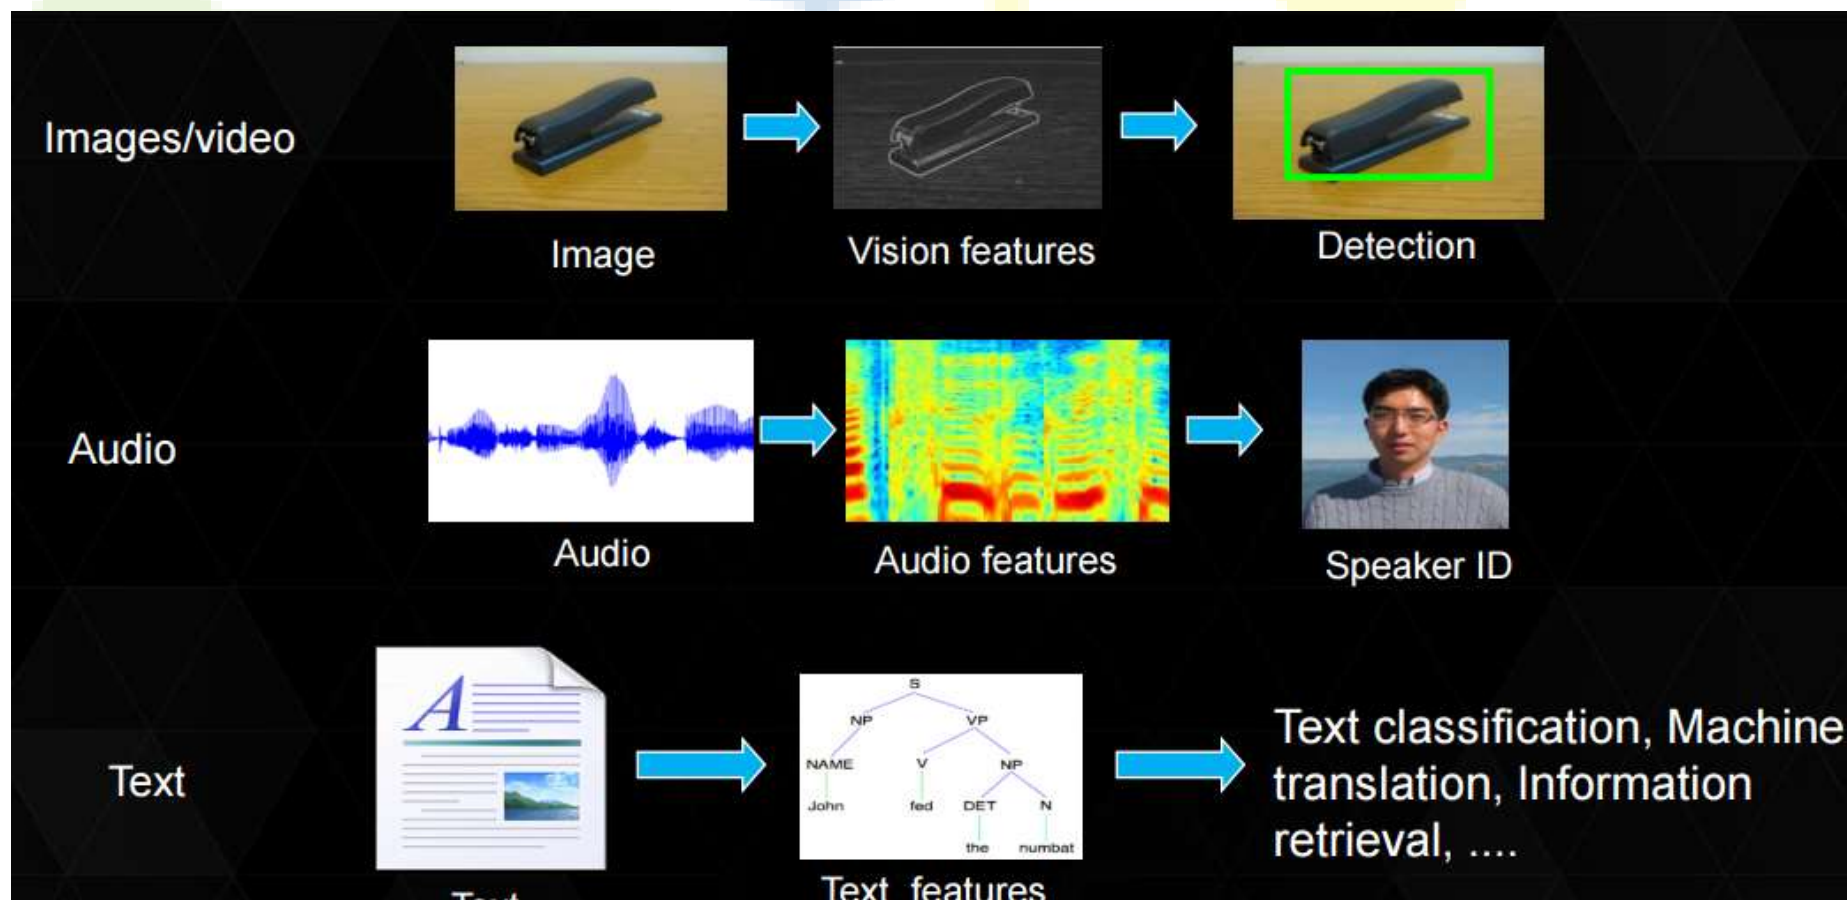 Images/video
Image
Vision features
Detection
Audio
Audio
Audio features
Speaker ID
Text
A
S
NP VP
NAME V NP
John fed DET N
the numbat
Text classification, Machine
translation, Information
retrieval, ....
Text
Text features